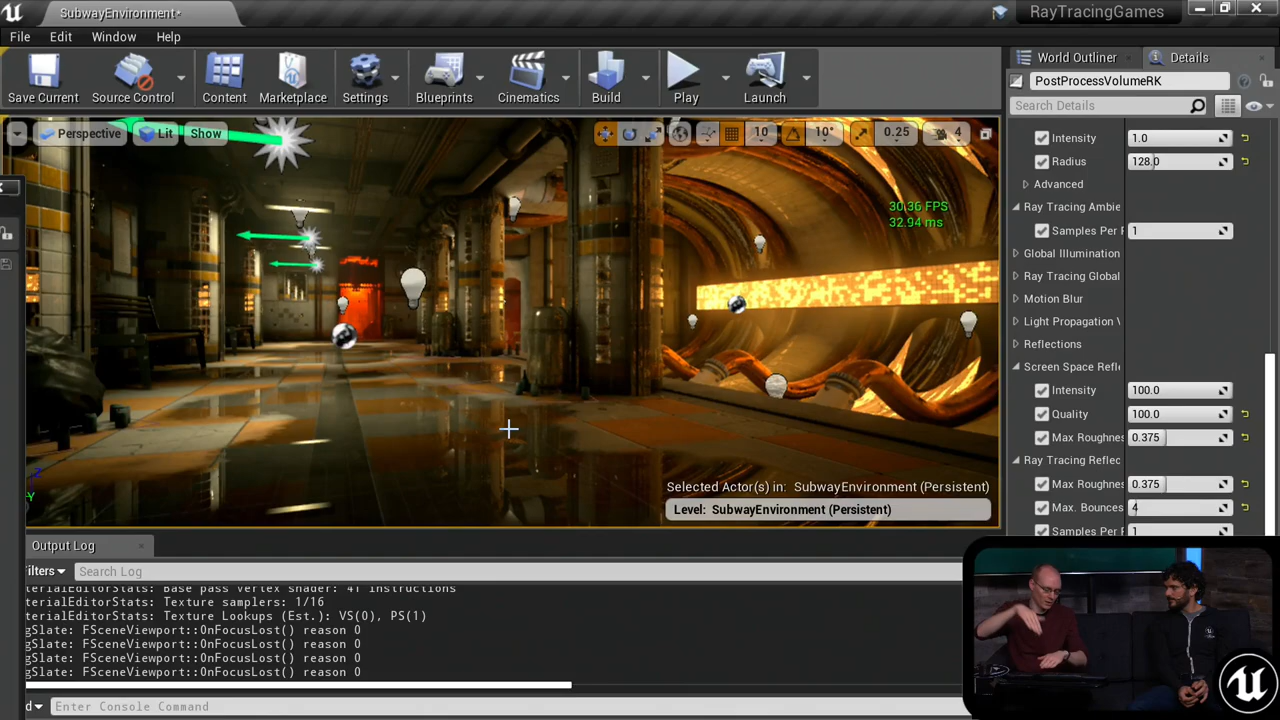 SubwayEnvironment*
RayTracingGames
File Edit Window Help
World Outliner
Details
Save Current
Source Control
Content
Marketplace
Settings
Blueprints
Cinematics
Build
Play
Launch
PostProcessVolumeRK
Search Details
Perspective
Lit
Show
10
10°
0.25
4
30.36 FPS
32.94 ms
Intensity 1.0
Radius 128.0
Advanced
Ray Tracing Ambie
Samples Per 1
Global Illumination
Ray Tracing Global
Motion Blur
Light Propagation V
Reflections
Screen Space Refl
Intensity 100.0
Quality 100.0
Max Roughnes 0.375
Ray Tracing Reflec
Max Roughnes 0.375
Max. Bounces 4
Samples Per 1
Z
Y
Selected Actor(s) in: SubwayEnvironment (Persistent)
Level: SubwayEnvironment (Persistent)
Output Log
ilters
Search Log
terialEditorStats: Base pass vertex shader: 41 instructions
terialEditorStats: Texture samplers: 1/16
terialEditorStats: Texture Lookups (Est.): VS(0), PS(1)
gSlate: FSceneViewport::OnFocusLost() reason 0
gSlate: FSceneViewport::OnFocusLost() reason 0
gSlate: FSceneViewport::OnFocusLost() reason 0
gSlate: FSceneViewport::OnFocusLost() reason 0
d
Enter Console Command